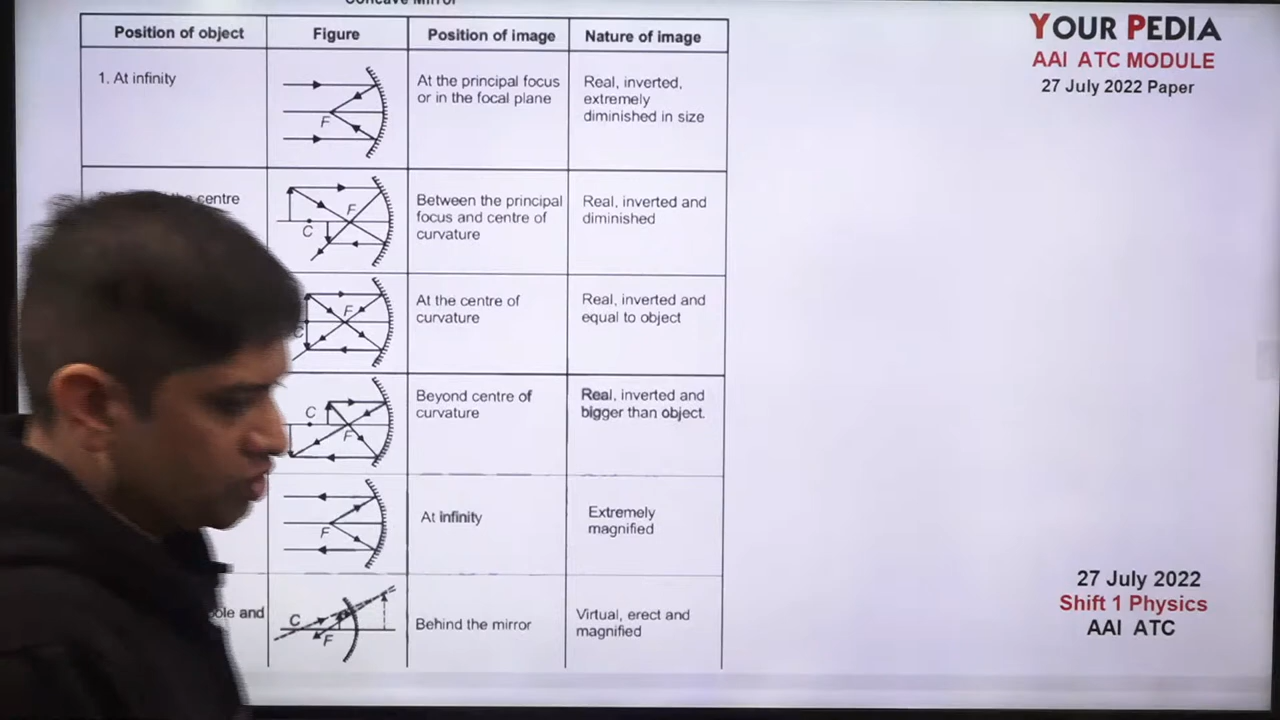 Concave Mirror
Position of object
Figure
Position of image
Nature of image
1. At infinity
F
At the principal focus
or in the focal plane
Real, inverted,
extremely
diminished in size
centre
F
C
Between the principal
focus and centre of
curvature
Real, inverted and
diminished
F
C
At the centre of
curvature
Real, inverted and
equal to object
C
F
Beyond centre of
curvature
Real, inverted and
bigger than object.
F
At infinity
Extremely
magnified
pole and
C
F
Behind the mirror
Virtual, erect and
magnified
YOUR PEDIA
AAI ATC MODULE
27 July 2022 Paper
27 July 2022
Shift 1 Physics
AAI ATC